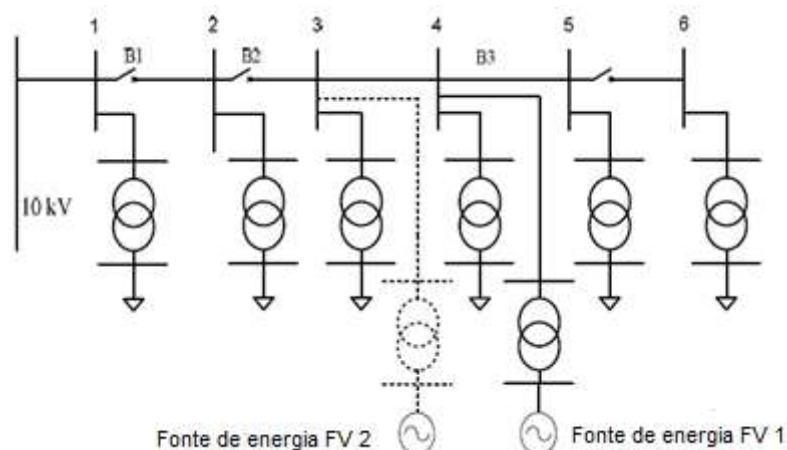 1
2
3
4
5
6
B1
B2
B3
10 kV
Fonte de energia FV 2
Fonte de energia FV 1